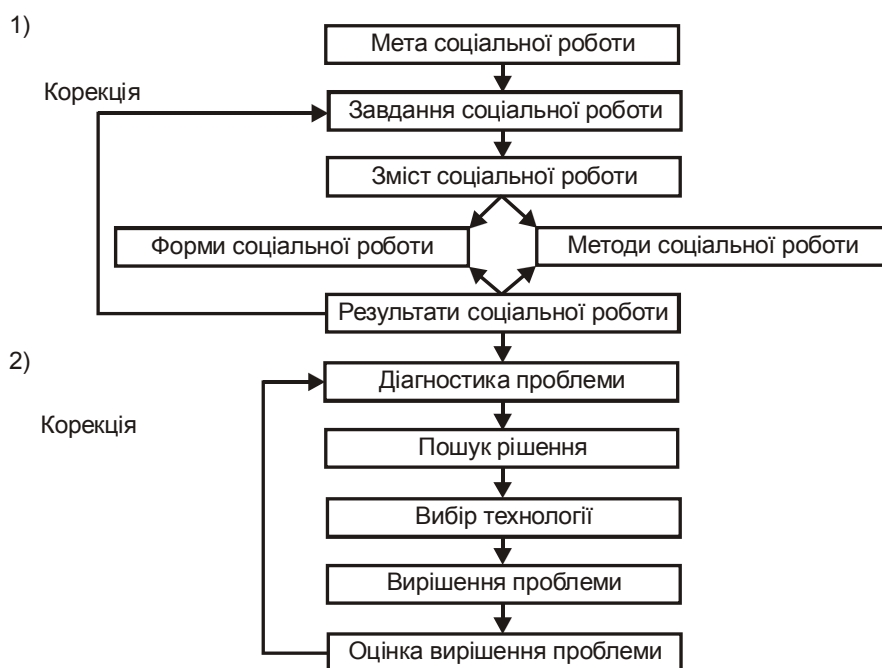 1)
Мета соціальної роботи
Корекція
Завдання соціальної роботи
Зміст соціальної роботи
Форми соціальної роботи
Методи соціальної роботи
Результати соціальної роботи
2)
Діагностика проблеми
Корекція
Пошук рішення
Вибір технології
Вирішення проблеми
Оцінка вирішення проблеми